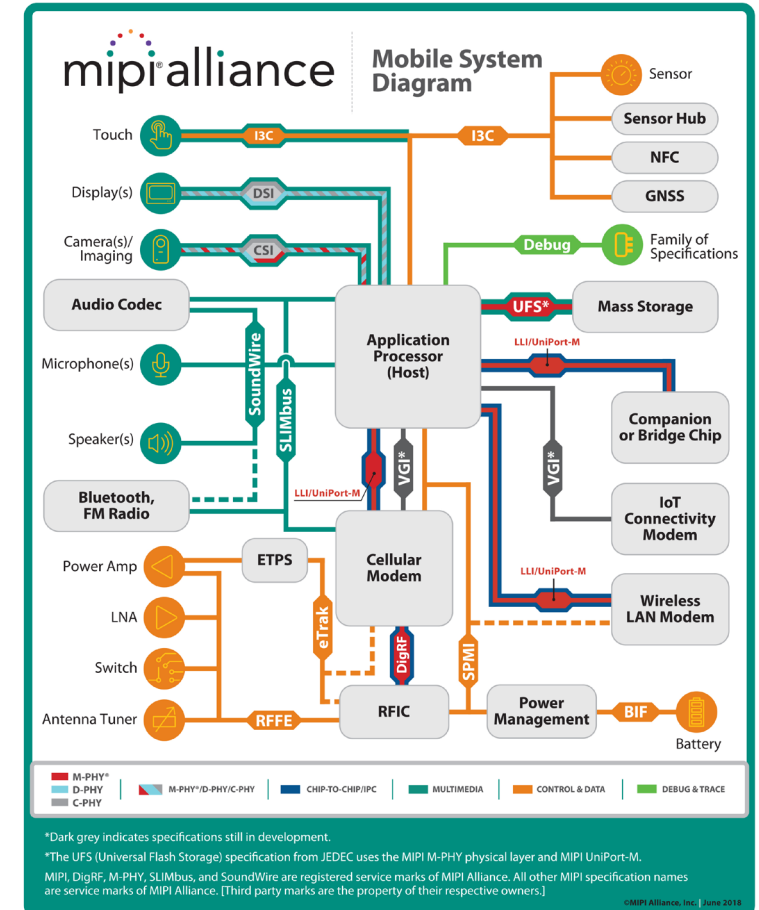 mipi® alliance
Mobile System
Diagram
Sensor
Touch
I3C
I3C
Sensor Hub
NFC
Display(s)
DSI
GNSS
Camera(s)/
Imaging
CSI
Debug
Family of
Specifications
Audio Codec
UFS*
Mass Storage
Application
Processor
(Host)
LLI/UniPort-M
Microphone(s)
SoundWire
SLIMbus
Companion
or Bridge Chip
Speaker(s)
VGI*
VGI*
LLI/UniPort-M
Bluetooth,
FM Radio
IoT
Connectivity
Modem
Power Amp
ETPS
Cellular
Modem
LLI/UniPort-M
Wireless
LAN Modem
LNA
eTrak
DigRF
SPMI
Switch
Antenna Tuner
RFFE
RFIC
Power
Management
BIF
Battery
M-PHY*
D-PHY
C-PHY
M-PHY*/D-PHY/C-PHY
CHIP-TO-CHIP/IPC
MULTIMEDIA
CONTROL & DATA
DEBUG & TRACE
*Dark grey indicates specifications still in development.
*The UFS (Universal Flash Storage) specification from JEDEC uses the MIPI M-PHY physical layer and MIPI UniPort-M.
MIPI, DigRF, M-PHY, SLIMbus, and SoundWire are registered service marks of MIPI Alliance. All other MIPI specification names
are service marks of MIPI Alliance. [Third party marks are the property of their respective owners.]
©MIPI Alliance, Inc. | June 2018